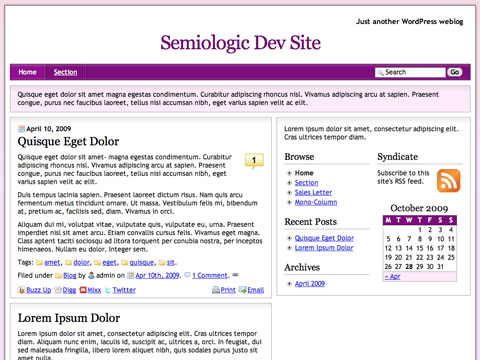 Just another WordPress weblog
Semiologic Dev Site
Home Section Search Go
Quisque eget dolor sit amet magna egestas condimentum. Curabitur adipiscing rhoncus nisl. Vivamus adipiscing arcu at sapien. Praesent
congue, purus nec faucibus laoreet, tellus nisi accumsan nibh, eget varius sapien velit ac elit.
April 10, 2009
Quisque Eget Dolor
1
Quisque eget dolor sit amet- magna egestas condimentum. Curabitur
adipiscing rhoncus nisl. Vivamus adipiscing arcu at sapien. Praesent
congue, purus nec faucibus laoreet, tellus nisi accumsan nibh, eget
varius sapien velit ac elit.
Duis tempus lacinia sapien. Praesent laoreet dictum risus. Nam quis arcu
fermentum metus tincidunt ornare. Ut massa. Vestibulum felis mi, bibendum
at, pretium ac, facilisis sed, diam. Vivamus in orci.
Aliquam dui mi, volutpat vitae, vulputate quis, vulputate eu, urna. Praesent
imperdiet nisi sit amet arcu. Etiam convallis cursus felis. Vivamus eget magna.
Class aptent taciti sociosqu ad litora torquent per conubia nostra, per inceptos
himenaeos. Nullam eu dolor. Integer sem.
Tags: amet, dolor, eget, quisque, sit.
Filed under Blog by admin on Apr 10th, 2009. 1 Comment.
Buzz Up Digg Mixx Twitter Print Email
Lorem Ipsum Dolor
Lorem ipsum dolor sit amet, consectetur adipiscing elit. Cras ultrices tempor
diam. Aliquam nunc enim, iaculis id, suscipit ac, ultrices a, orci. In feugiat, dui
sed malesuada fringilla, libero lorem mollis nibh, quis sodales purus justo sit
amet nulla.
Lorem ipsum dolor sit amet, consectetur adipiscing elit.
Cras ultrices tempor diam.
Browse
Home
Section
Sales Letter
Mono-Column
Recent Posts
Quisque Eget Dolor
Lorem Ipsum Dolor
Archives
April 2009
Syndicate
Subscribe to this
site's RSS feed.
October 2009
M T W T F S S
1 2 3 4
5 6 7 8 9 10 11
12 13 14 15 16 17 18
19 20 21 22 23 24 25
26 27 28 29 30 31
« Apr